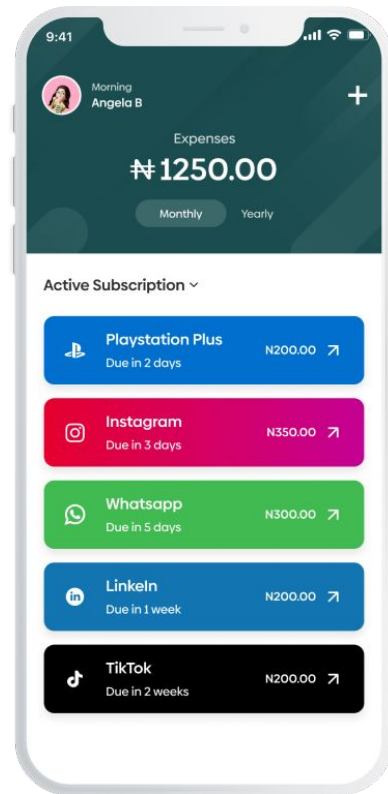 9:41
Morning
Angela B
Expenses
₦1250.00
Monthly Yearly
Active Subscription
Playstation Plus
Due in 2 days
N200.00
Instagram
Due in 3 days
N350.00
Whatsapp
Due in 5 days
N300.00
LinkeIn
Due in 1 week
N200.00
TikTok
Due in 2 weeks
N200.00